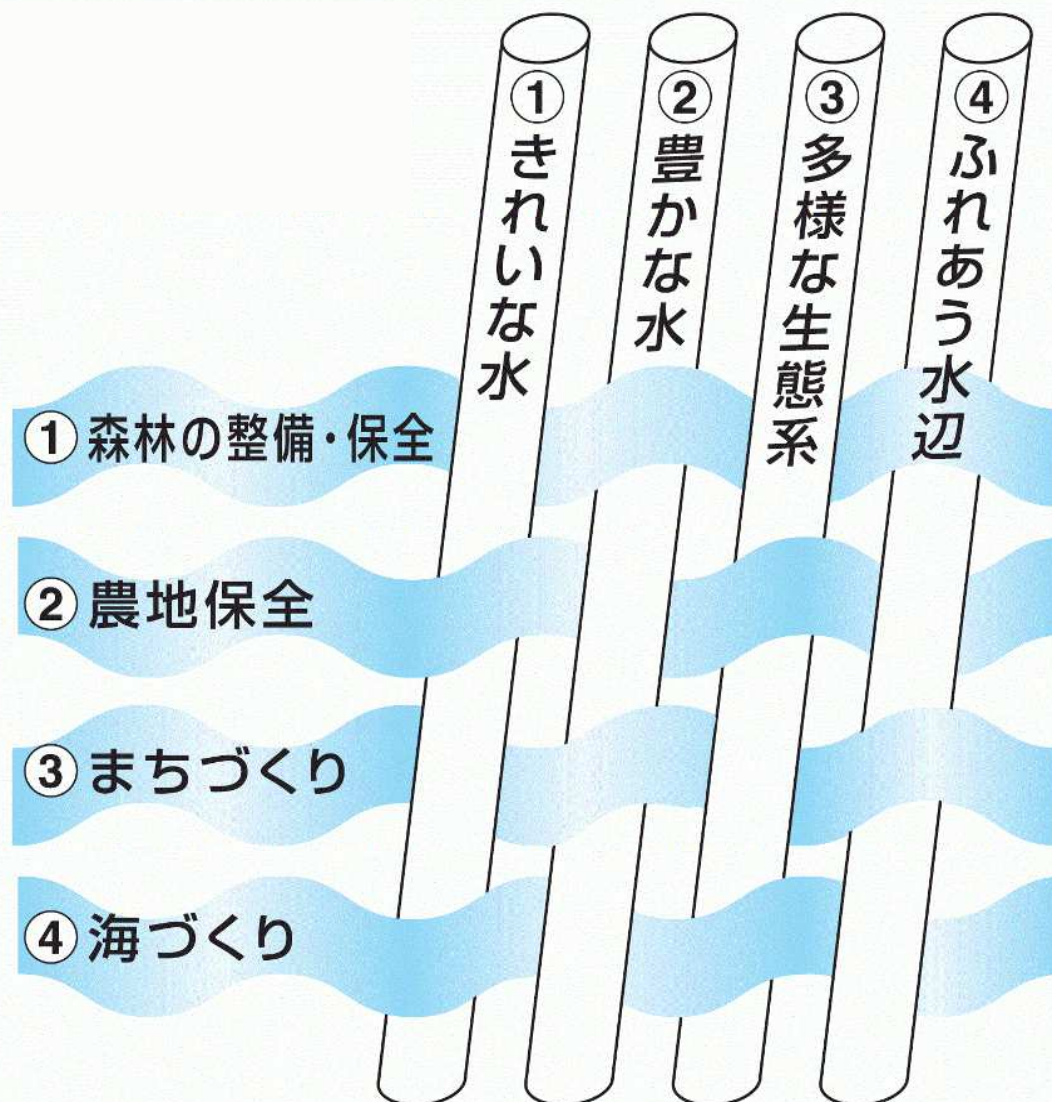 ①きれいな水
②豊かな水
③多様な生態系
④ふれあう水辺
①森林の整備・保全
②農地保全
③まちづくり
④海づくり